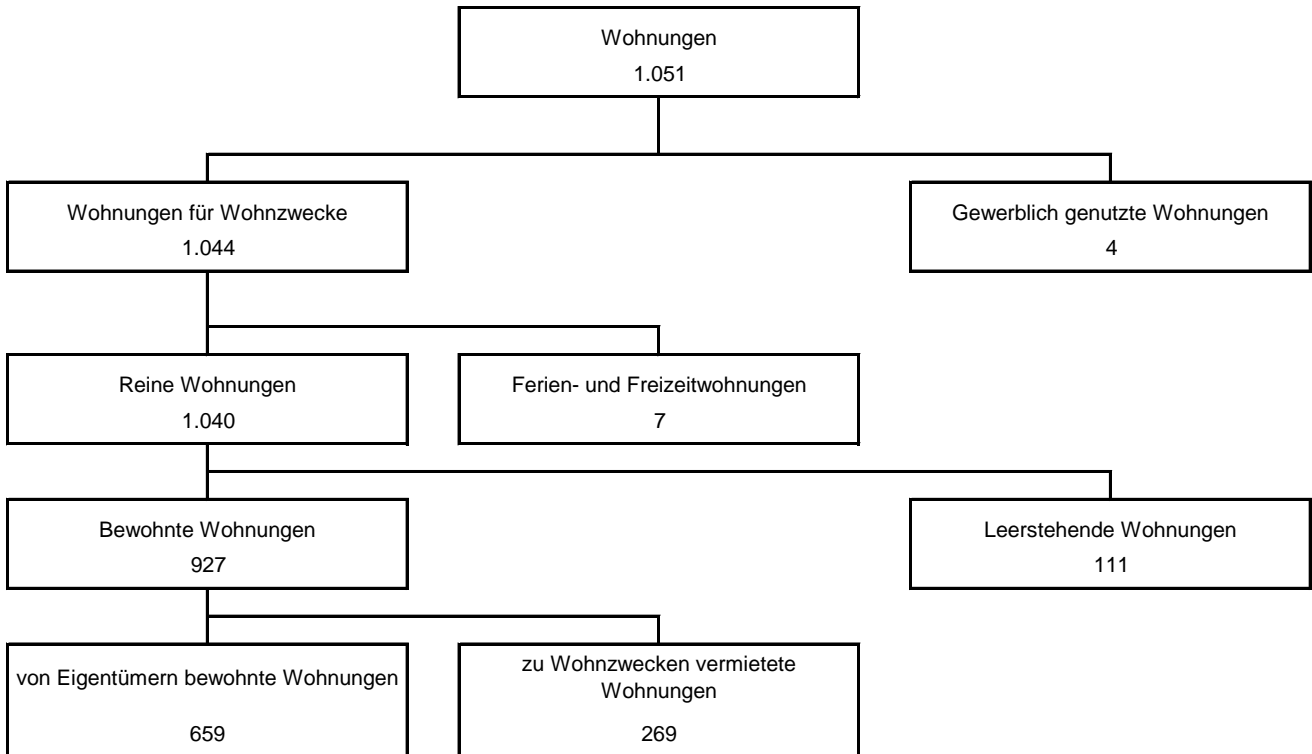 Wohnungen
1.051
Wohnungen für Wohnzwecke
1.044
Gewerblich genutzte Wohnungen
4
Reine Wohnungen
1.040
Ferien- und Freizeitwohnungen
7
Bewohnte Wohnungen
927
Leerstehende Wohnungen
111
von Eigentümern bewohnte Wohnungen
659
zu Wohnzwecken vermietete
Wohnungen
269